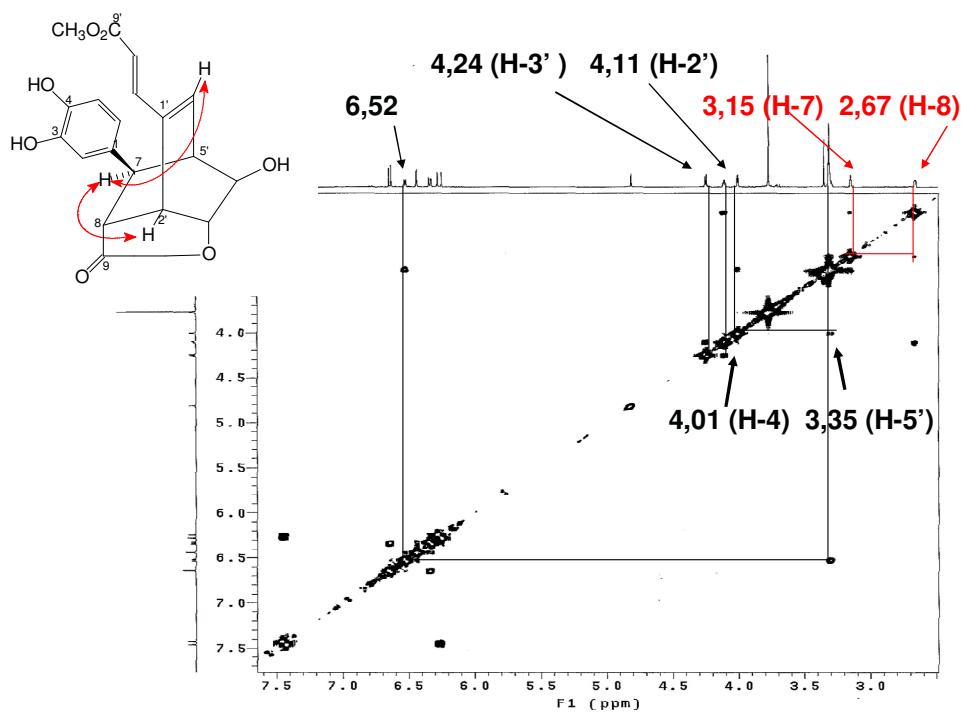 9'
CH3O2C
H
HO
4
1'
3
1
HO
7
5'
OH
H
8
2'
H
9
O
O
4,24 (H-3' )
4,11 (H-2')
6,52
3,15 (H-7)
2,67 (H-8)
4.0
4.5
5.0
5.5
6.0
6.5
7.0
7.5
4,01 (H-4)
3,35 (H-5’)
7.5
7.0
6.5
6.0
5.5
5.0
4.5
4.0
3.5
3.0
F1 (ppm)